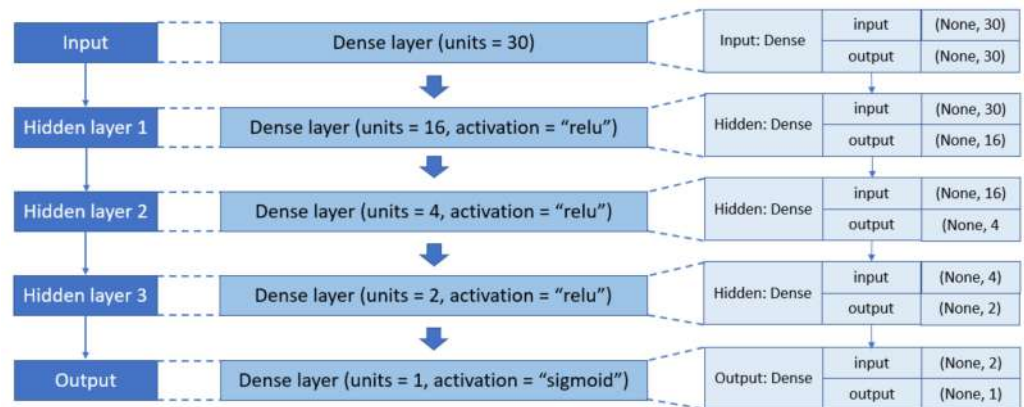 Input
Dense layer (units = 30)
Input: Dense
input
(None, 30)
output
(None, 30)
Hidden layer 1
Dense layer (units = 16, activation = “relu”)
Hidden: Dense
input
(None, 30)
output
(None, 16)
Hidden layer 2
Dense layer (units = 4, activation = “relu”)
Hidden: Dense
input
(None, 16)
output
(None, 4
Hidden layer 3
Dense layer (units = 2, activation = “relu”)
Hidden: Dense
input
(None, 4)
output
(None, 2)
Output
Dense layer (units = 1, activation = “sigmoid”)
Output: Dense
input
(None, 2)
output
(None, 1)